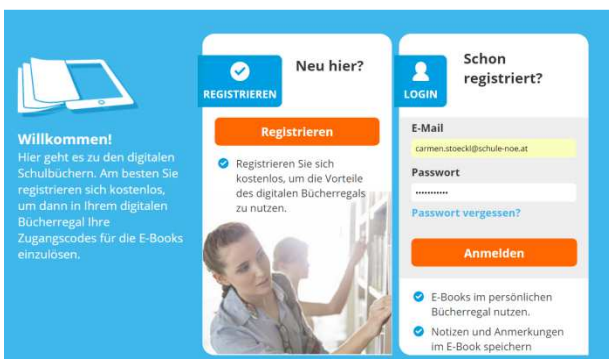 Willkommen!
Hier geht es zu den digitalen
Schulbüchern. Am besten Sie
registrieren sich kostenlos,
um dann in Ihrem digitalen
Bücherregal Ihre
Zugangscodes für die E-Books
einzulösen.
REGISTRIEREN
Neu hier?
Registrieren
Registrieren Sie sich
kostenlos, um die Vorteile
des digitalen Bücherregals
zu nutzen.
LOGIN
Schon
registriert?
E-Mail
carmen.stoeckl@schule-noe.at
Passwort
•••••••••••
Passwort vergessen?
Anmelden
E-Books im persönlichen
Bücherregal nutzen.
Notizen und Anmerkungen
im E-Book speichern